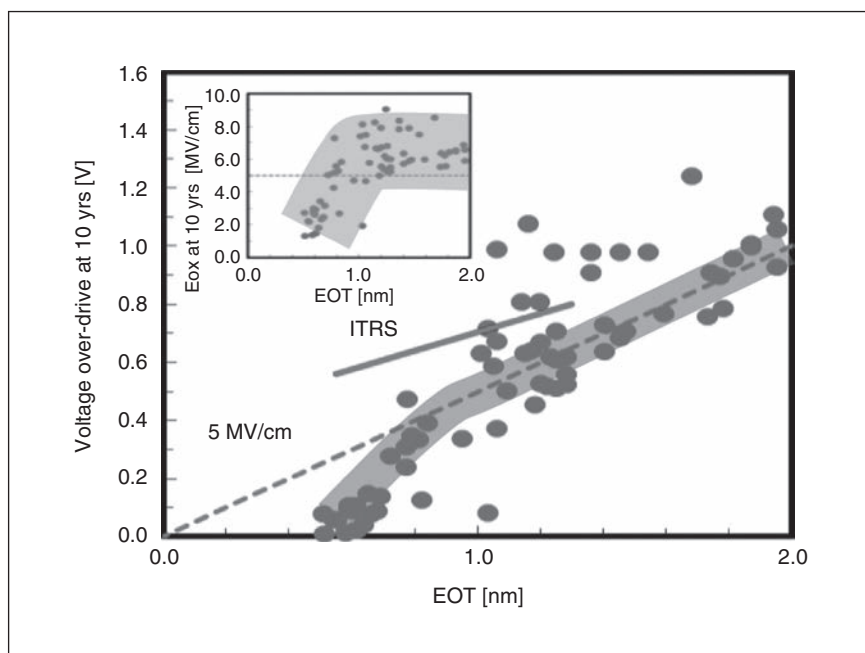 1.6
1.4
1.2
1.0
0.8
0.6
0.4
0.2
0.0
Voltage over-drive at 10 yrs [V]
10.0
8.0
6.0
4.0
2.0
0.0
Eox at 10 yrs [MV/cm]
0.0 1.0 2.0
EOT [nm]
ITRS
5 MV/cm
0.0 1.0 2.0
EOT [nm]